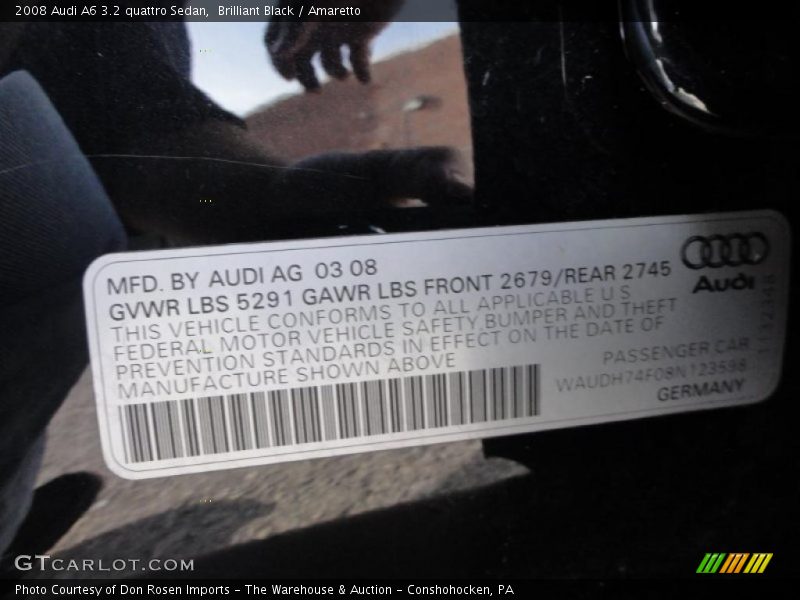 2008 Audi A6 3.2 quattro Sedan,  Brilliant Black / Amaretto
MFD. BY AUDI AG 03 08
GVWR LBS 5291 GAWR LBS FRONT 2679/REAR 2745
THIS VEHICLE CONFORMS TO ALL APPLICABLE U S
FEDERAL MOTOR VEHICLE SAFETY,BUMPER AND THEFT
PREVENTION STANDARDS IN EFFECT ON THE DATE OF
MANUFACTURE SHOWN ABOVE
Audi
PASSENGER CAR
WAUDH74F08N123598
GERMANY
GTCARLOT.COM
Photo Courtesy of Don Rosen Imports - The Warehouse & Auction - Conshohocken, PA